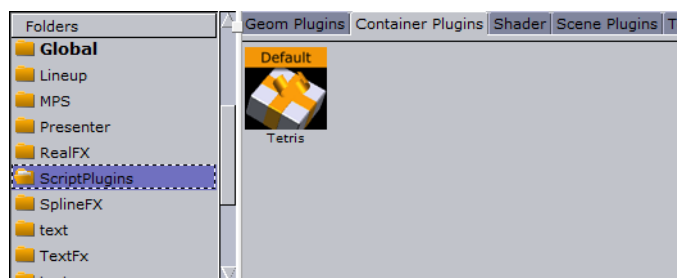 Folders
Global
Lineup
MPS
Presenter
RealFX
ScriptPlugins
SplineFX
text
TextFx
Geom Plugins Container Plugins Shader Scene Plugins T
Default
Tetris